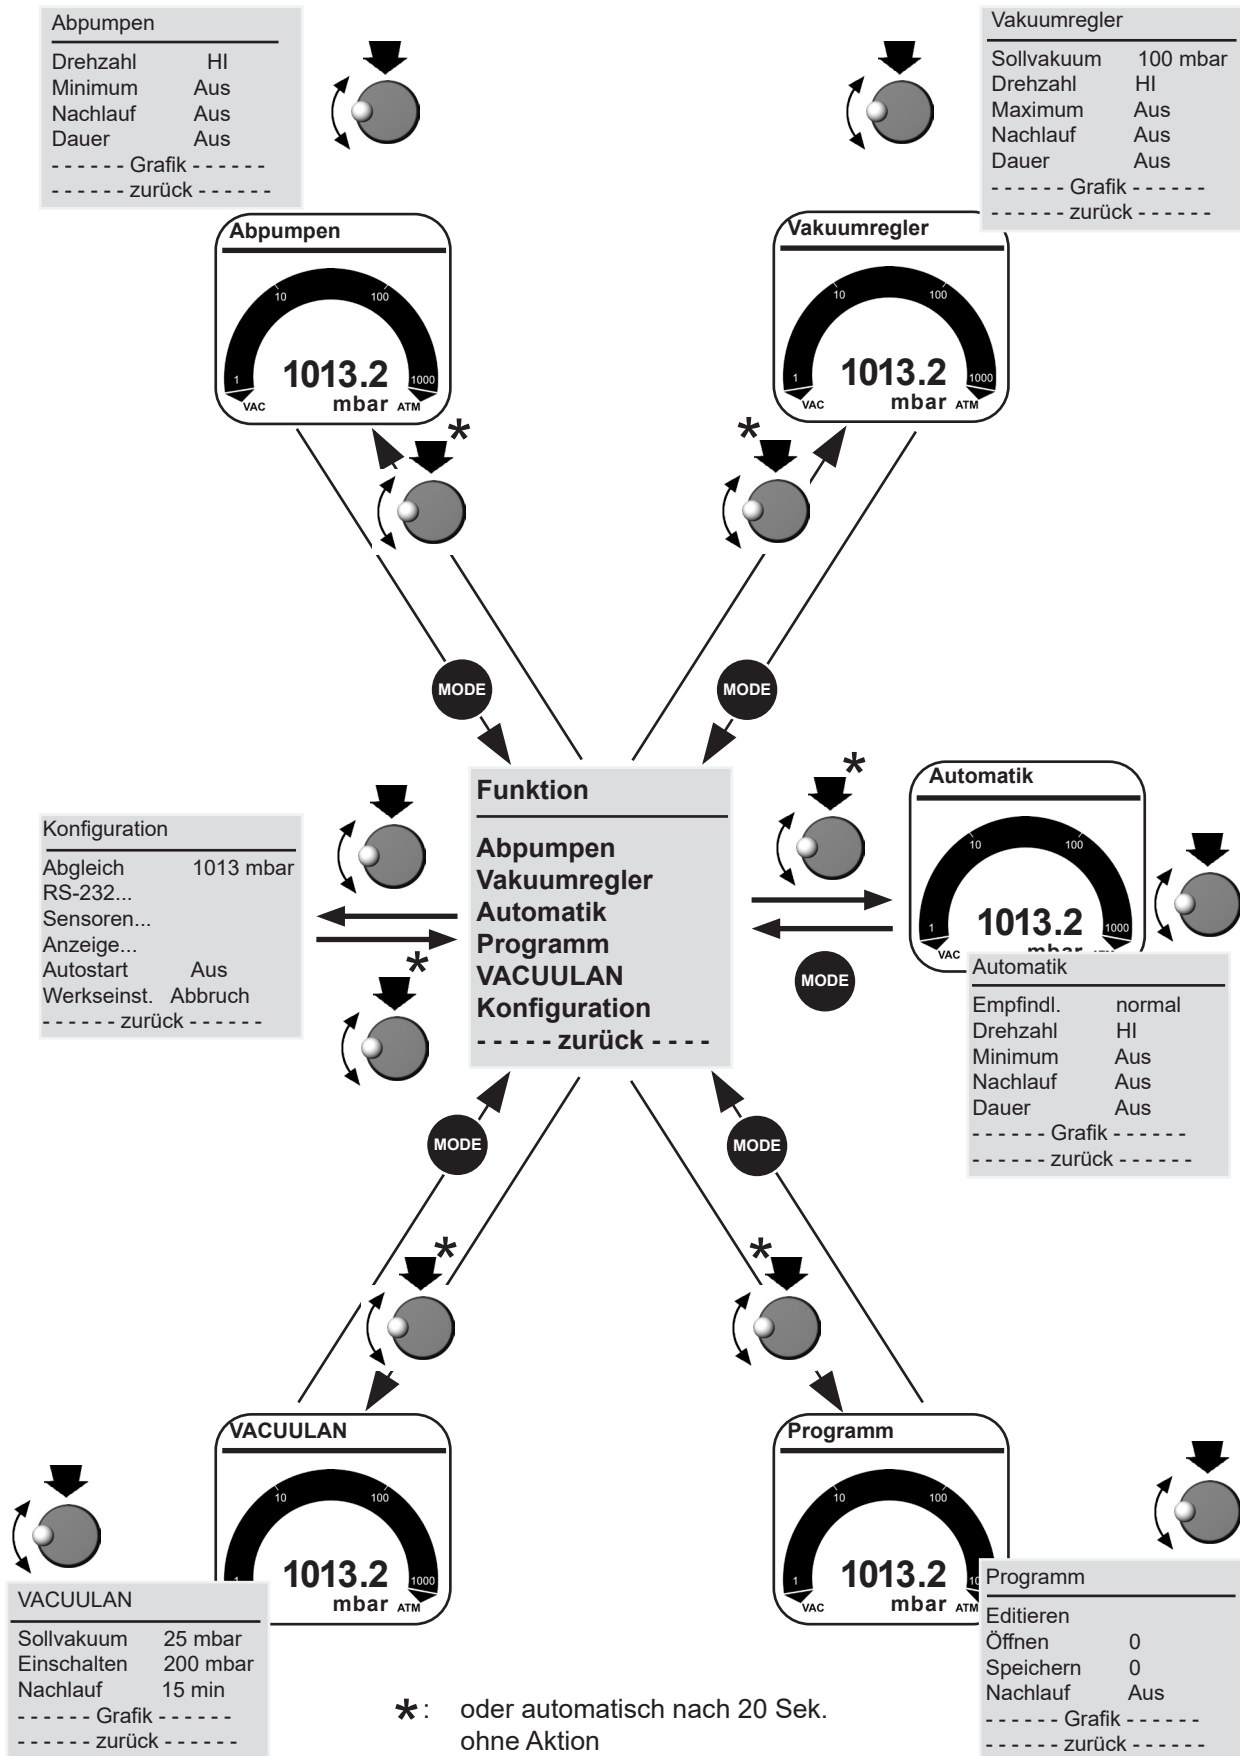 Abpumpen
Drehzahl HI
Minimum Aus
Nachlauf Aus
Dauer Aus
- - - - - - Grafik - - - - - -
- - - - - - zurück - - - - - -
Vakuumregler
Sollvakuum 100 mbar
Drehzahl HI
Maximum Aus
Nachlauf Aus
Dauer Aus
- - - - - - Grafik - - - - - -
- - - - - - zurück - - - - - -
Abpumpen
10 100
1 1013.2 1000
VAC mbar ATM
Vakuumregler
10 100
1 1013.2 1000
VAC mbar ATM
*
*
MODE
MODE
Funktion
Abpumpen
Vakuumregler
Automatik
Programm
VACUULAN
Konfiguration
- - - - - zurück - - - -
Konfiguration
Abgleich 1013 mbar
RS-232...
Sensoren...
Anzeige...
Autostart Aus
Werkseinst. Abbruch
- - - - - - zurück - - - - - -
*
*
MODE
Automatik
10 100
1 1013.2 1000
VAC mbar ATM
Automatik
Empfindl. normal
Drehzahl HI
Minimum Aus
Nachlauf Aus
Dauer Aus
- - - - - - Grafik - - - - - -
- - - - - - zurück - - - - - -
MODE
MODE
*
*
VACUULAN
10 100
1 1013.2 1000
mbar ATM
VACUULAN
Sollvakuum 25 mbar
Einschalten 200 mbar
Nachlauf 15 min
- - - - - - Grafik - - - - - -
- - - - - - zurück - - - - - -
Programm
10 100
1 1013.2
VAC mbar ATM
Programm
Editieren
Öffnen 0
Speichern 0
Nachlauf Aus
- - - - - - Grafik - - - - - -
- - - - - - zurück - - - - - -
* : oder automatisch nach 20 Sek.
ohne Aktion